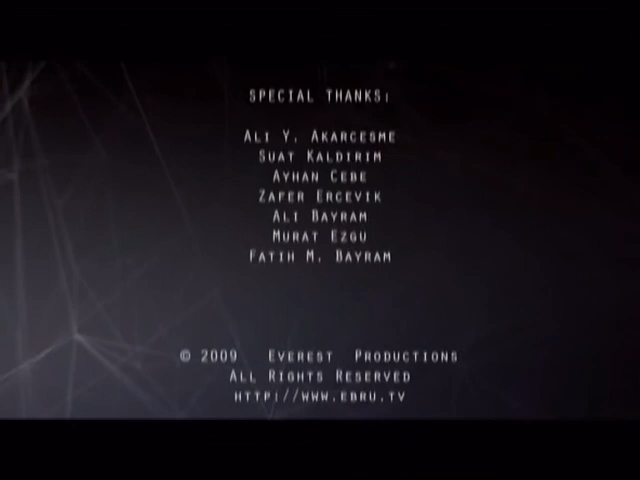 SPECIAL THANKS:
ALI Y. AKARCESME
SUAT KALDIRIM
AYHAN CEBE
ZAFER ERCEVIK
ALI BAYRAM
MURAT EZGU
FATIH M. BAYRAM
© 2009 EVEREST PRODUCTIONS
ALL RIGHTS RESERVED
HTTP://WWW.EBRU.TV